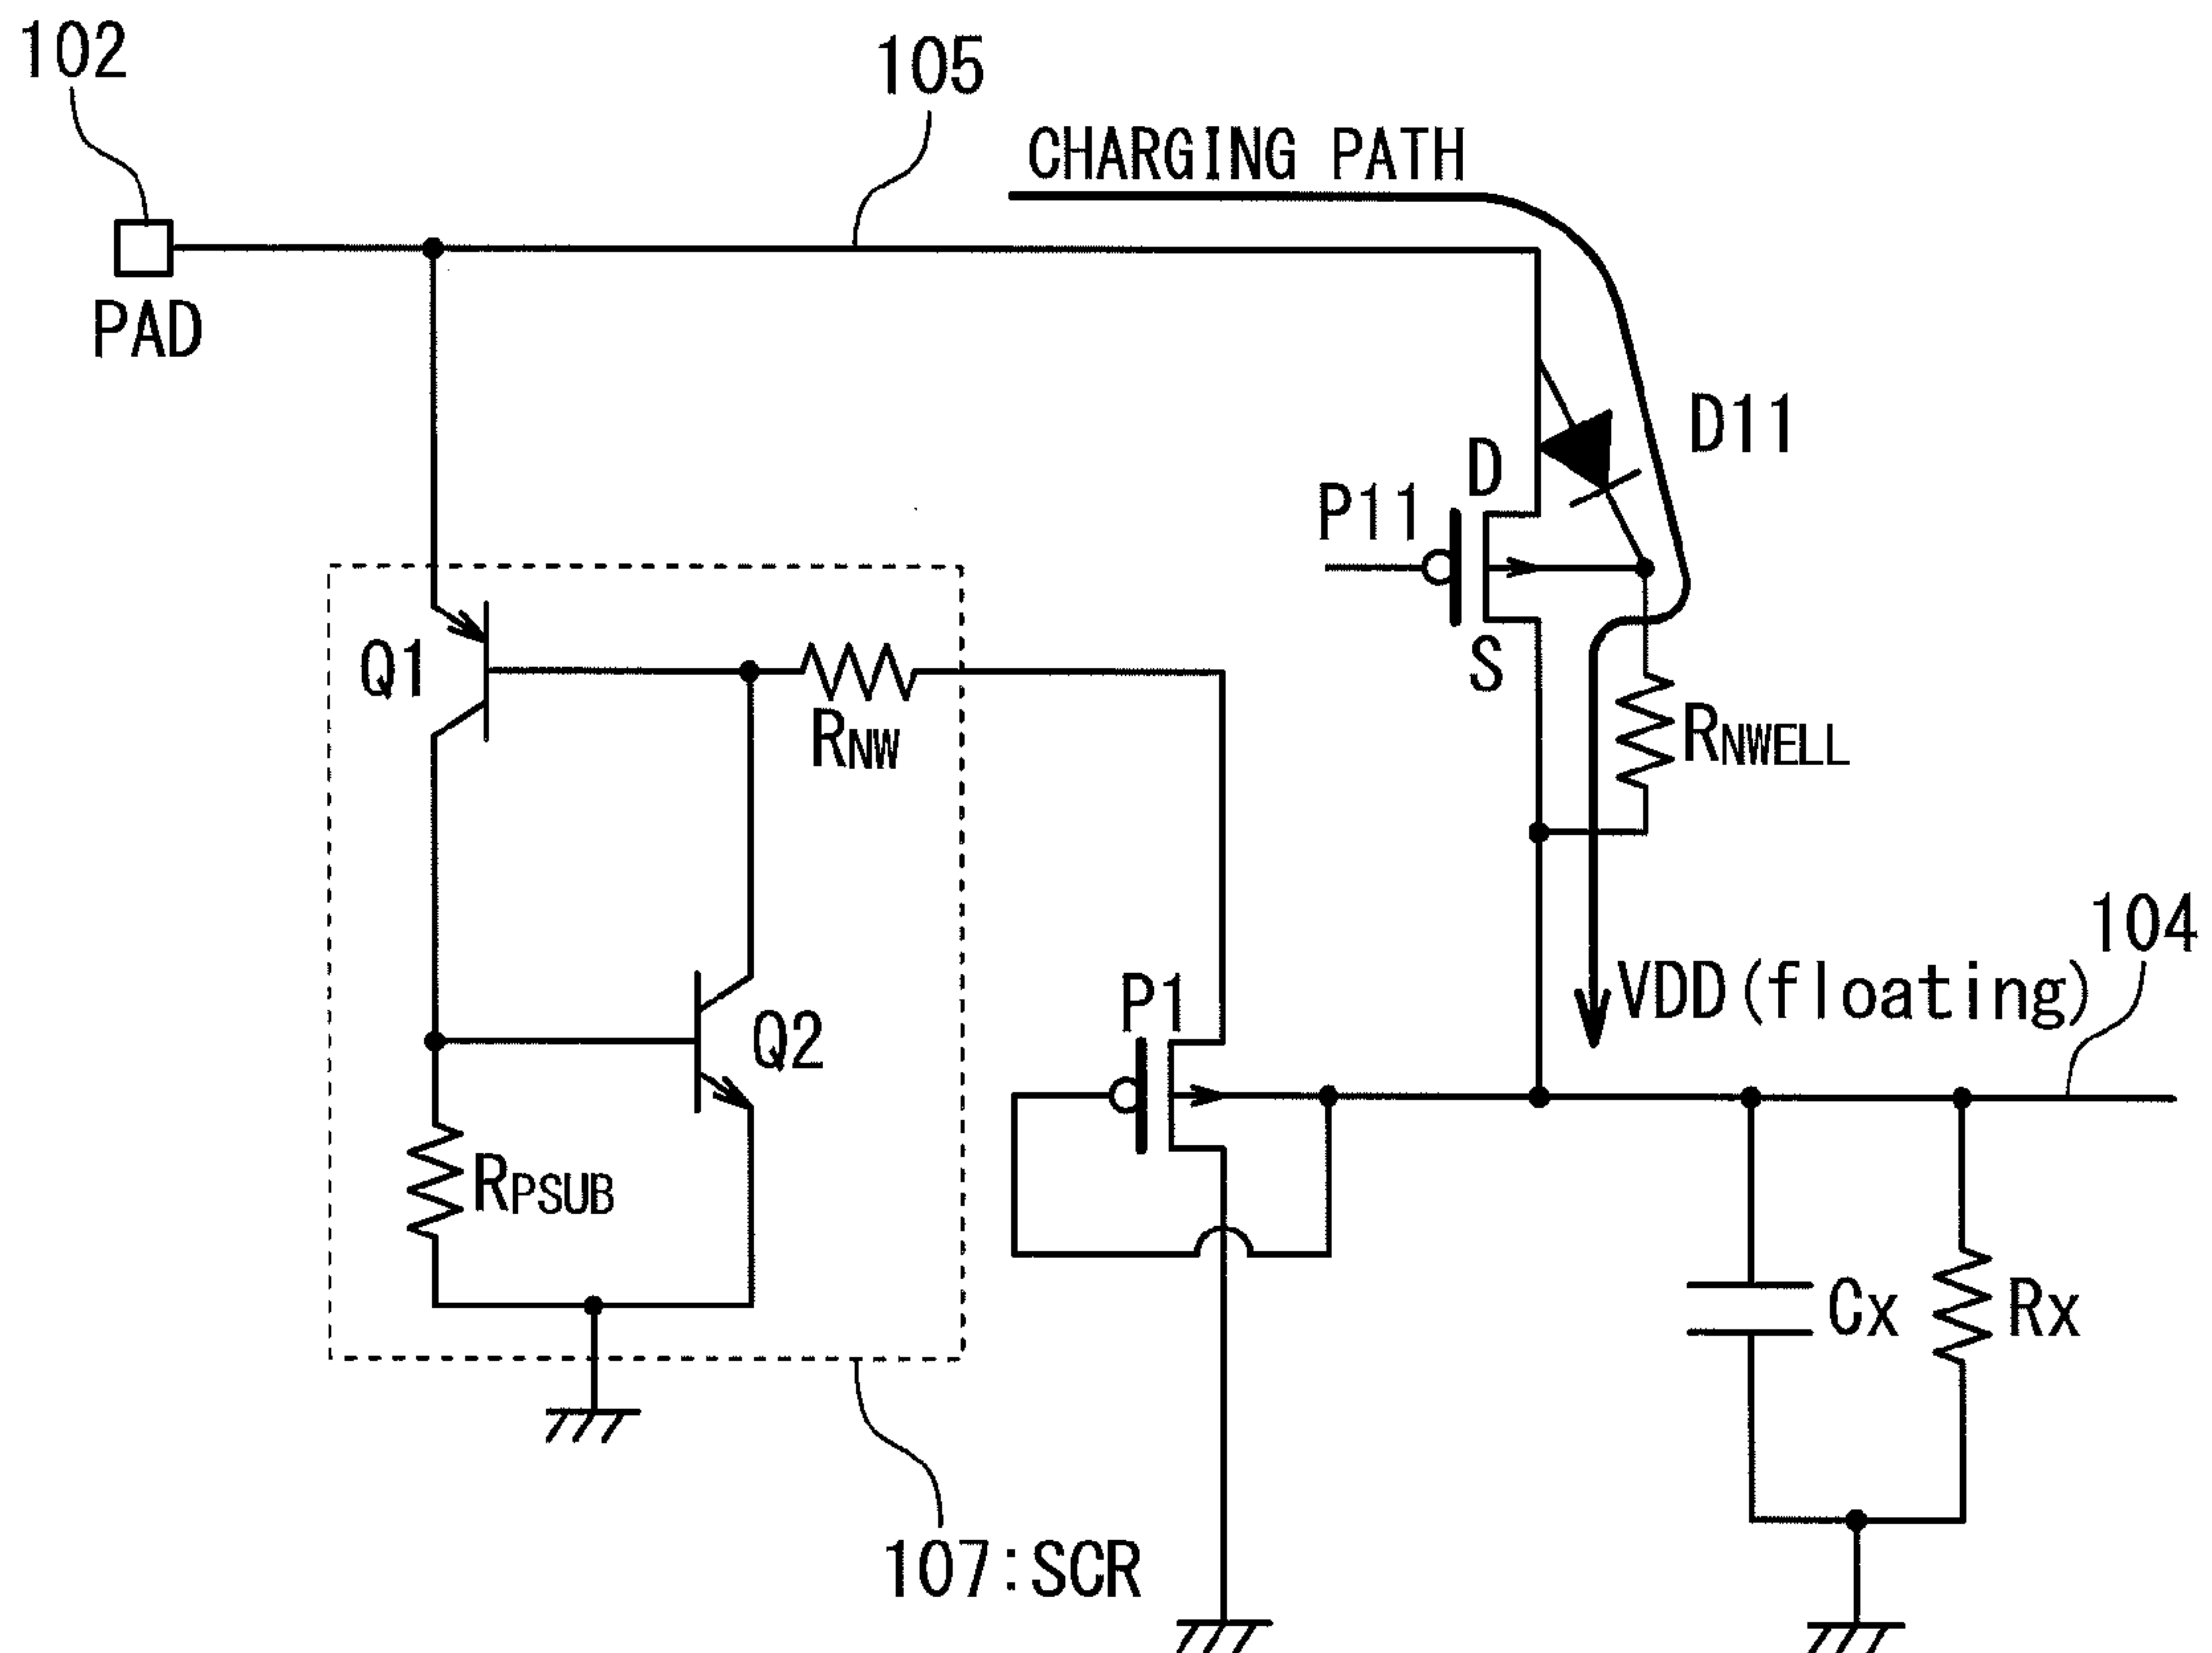 102
105
CHARGING PATH
PAD
D11
D
P11
Q1
S
RNW
RNWELL
104
P1
VDD(floating)
Q2
RPSUB
Cx
Rx
107:SCR